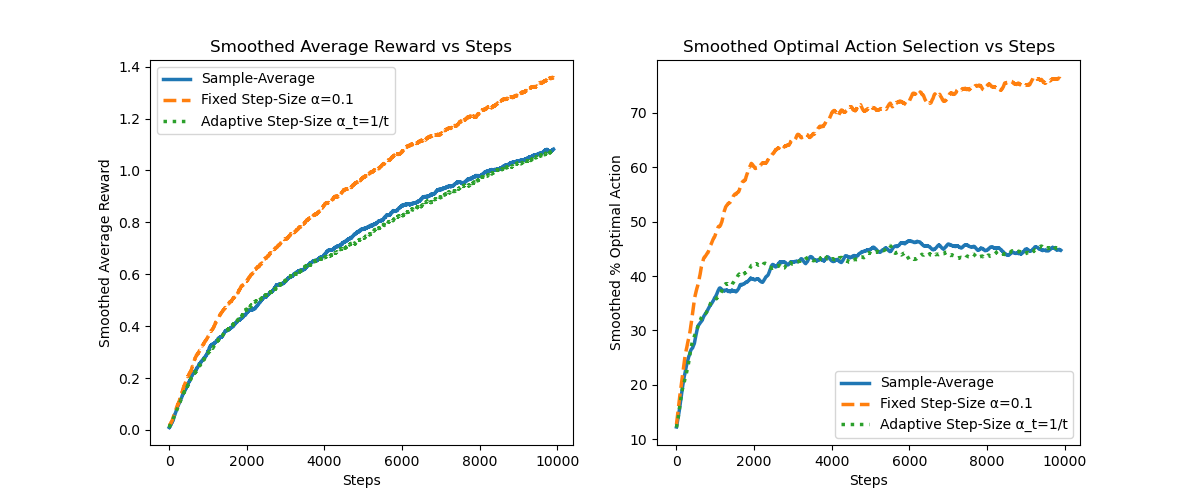 Smoothed Average Reward vs Steps
Smoothed Average Reward
1.4
1.2
1.0
0.8
0.6
0.4
0.2
0.0
Sample-Average
Fixed Step-Size α=0.1
Adaptive Step-Size α_t=1/t
0
2000
4000
6000
8000
10000
Steps
Smoothed Optimal Action Selection vs Steps
Smoothed % Optimal Action
70
60
50
40
30
20
10
Sample-Average
Fixed Step-Size α=0.1
Adaptive Step-Size α_t=1/t
0
2000
4000
6000
8000
10000
Steps